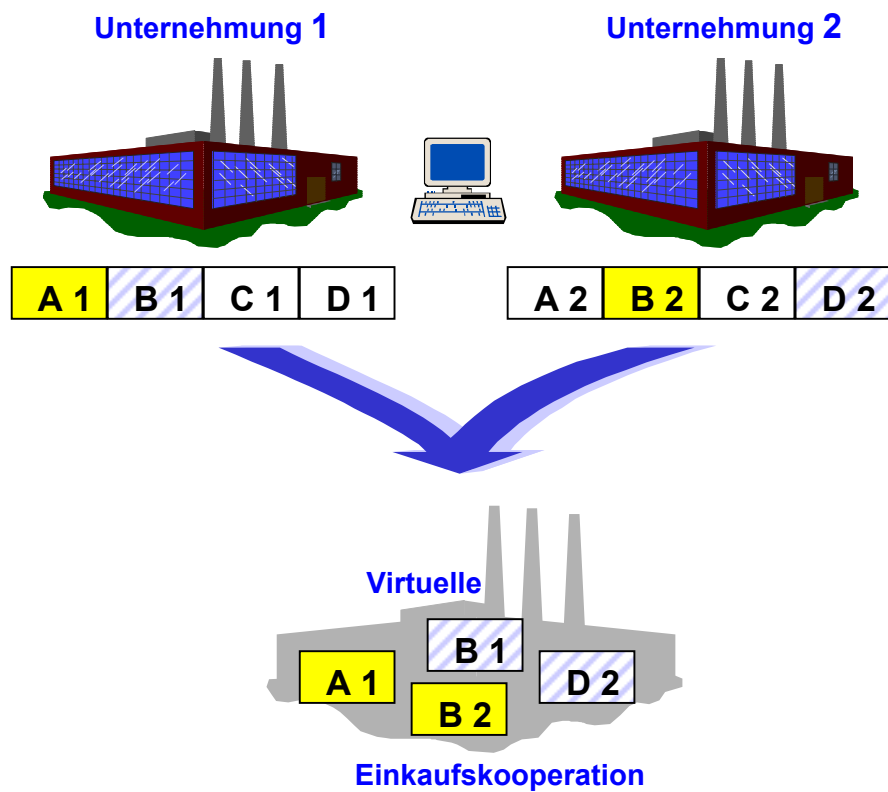 Unternehmung 1
Unternehmung 2
A 1 B 1 C 1 D 1
A 2 B 2 C 2 D 2
Virtuelle
B 1
A 1
D 2
B 2
Einkaufskooperation